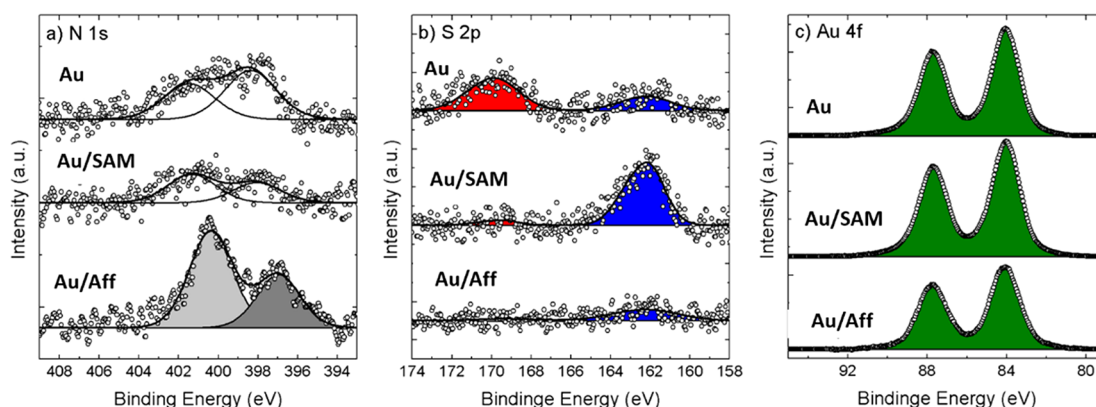 a) N 1s
Au
Au/SAM
Au/Aff
Intensity (a.u.)
408 406 404 402 400 398 396 394
Binding Energy (eV)
b) S 2p
Au
Au/SAM
Au/Aff
Intensity (a.u.)
174 172 170 168 166 164 162 160 158
Bindinge Energy (eV)
c) Au 4f
Au
Au/SAM
Au/Aff
Intensity (a.u.)
92 88 84 80
Binding Energy (eV)